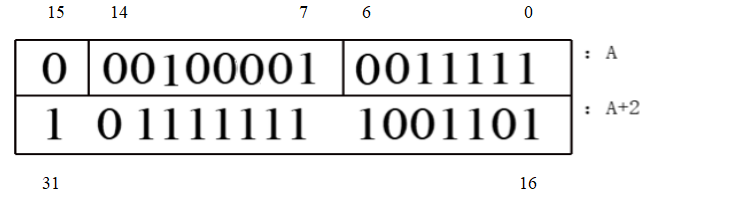 15 14 7 6 0
0 00100001 0011111 : A
1 0 1111111 1001101 : A+2
31 16